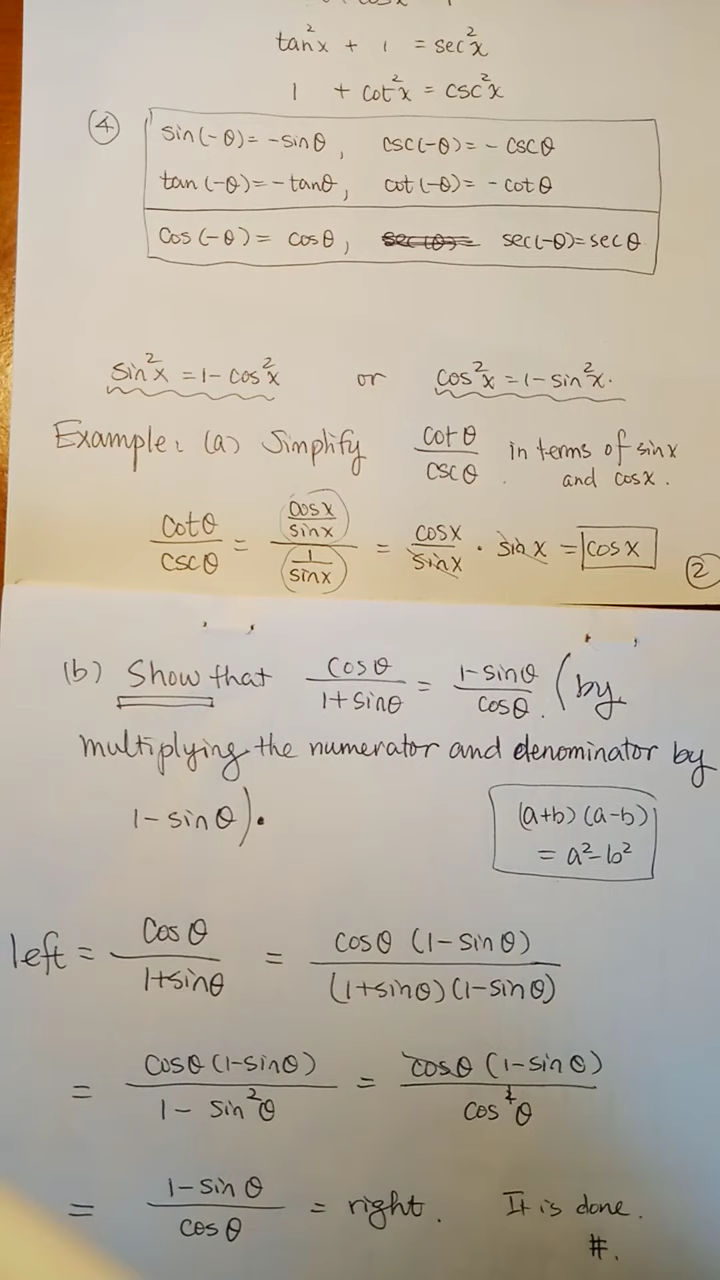 tan²x + 1 = sec²x
1 + cot²x = csc²x
(4) sin(-θ) = -sinθ, csc(-θ) = - cscθ
tan(-θ) = -tanθ, cot(-θ) = -cotθ
cos(-θ) = cosθ, sec(-θ) = secθ
sin²x = 1 - cos²x or cos²x = 1 - sin²x.
Example: (a) Simplify cotθ/cscθ in terms of sinx
and cosx.
cotθ/cscθ = (cosx/sinx)/(1/sinx) = cosx/sinx · sinx = cosx
(2)
(b) Show that cosθ/(1+sinθ) = (1-sinθ)/cosθ. (by
multiplying the numerator and denominator by
1 - sinθ).
(a+b)(a-b)
= a²-b²
left = cosθ/(1+sinθ) = cosθ(1-sinθ)/((1+sinθ)(1-sinθ))
= cosθ(1-sinθ)/(1 - sin²θ) = cosθ(1-sinθ)/cos²θ
= (1-sinθ)/cosθ = right. It is done.
#.